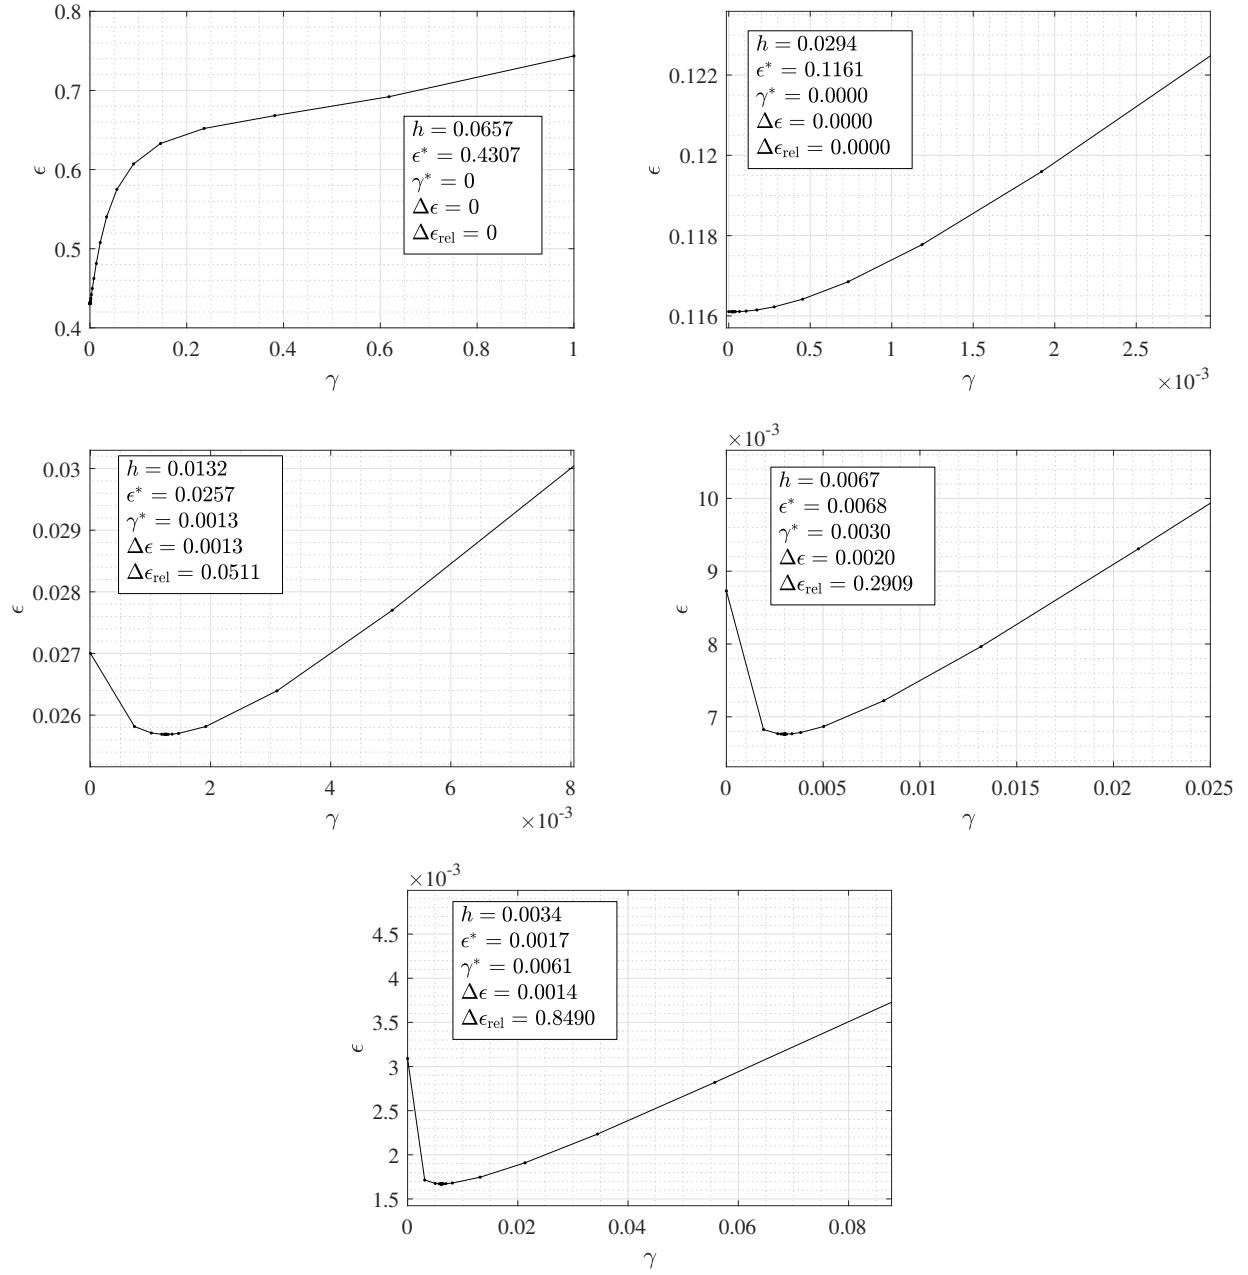 0.8
0.7
0.6
0.5
0.4
ϵ
h = 0.0657
ϵ* = 0.4307
γ* = 0
Δϵ = 0
Δϵrel = 0
0 0.2 0.4 0.6 0.8 1
γ
0.122
0.12
0.118
0.116
ϵ
h = 0.0294
ϵ* = 0.1161
γ* = 0.0000
Δϵ = 0.0000
Δϵrel = 0.0000
0 0.5 1 1.5 2 2.5
γ
×10-3
0.03
0.029
0.028
0.027
0.026
ϵ
h = 0.0132
ϵ* = 0.0257
γ* = 0.0013
Δϵ = 0.0013
Δϵrel = 0.0511
0 2 4 6 8
γ
×10-3
×10-3
10
9
8
7
ϵ
h = 0.0067
ϵ* = 0.0068
γ* = 0.0030
Δϵ = 0.0020
Δϵrel = 0.2909
0 0.005 0.01 0.015 0.02 0.025
γ
×10-3
4.5
4
3.5
3
2.5
2
1.5
ϵ
h = 0.0034
ϵ* = 0.0017
γ* = 0.0061
Δϵ = 0.0014
Δϵrel = 0.8490
0 0.02 0.04 0.06 0.08
γ